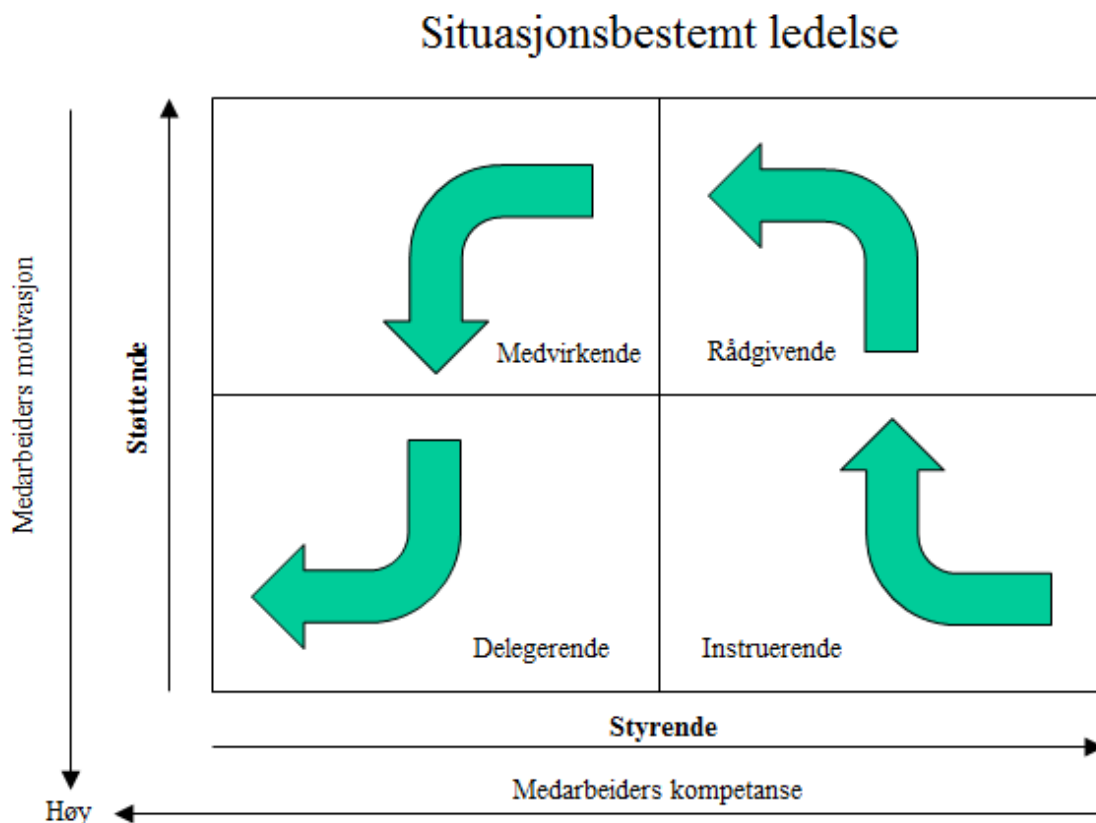 Situasjonsbestemt ledelse
Medarbeiders motivasjon
Støttende
Medvirkende
Rådgivende
Delegerende
Instruerende
Styrende
Medarbeiders kompetanse
Høy